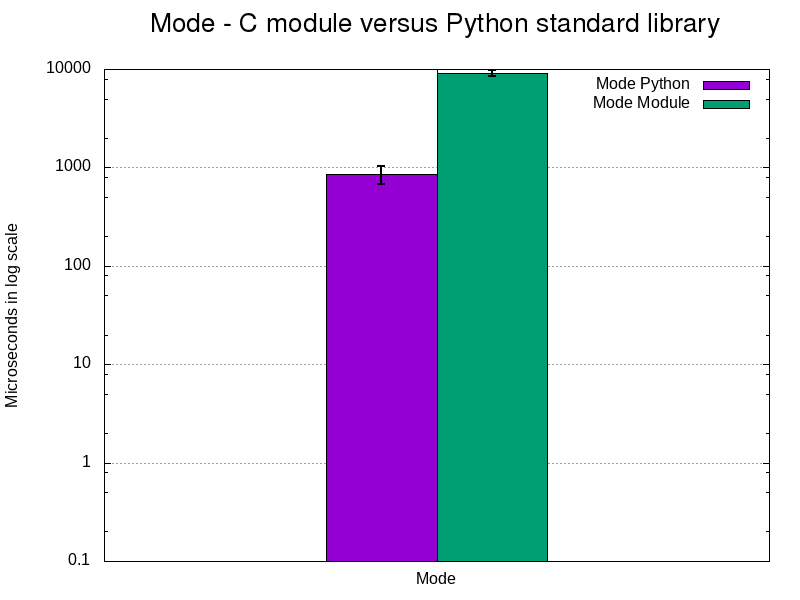 Mode - C module versus Python standard library
Mode Python
Mode Module
10000
1000
100
10
1
0.1
Microseconds in log scale
Mode